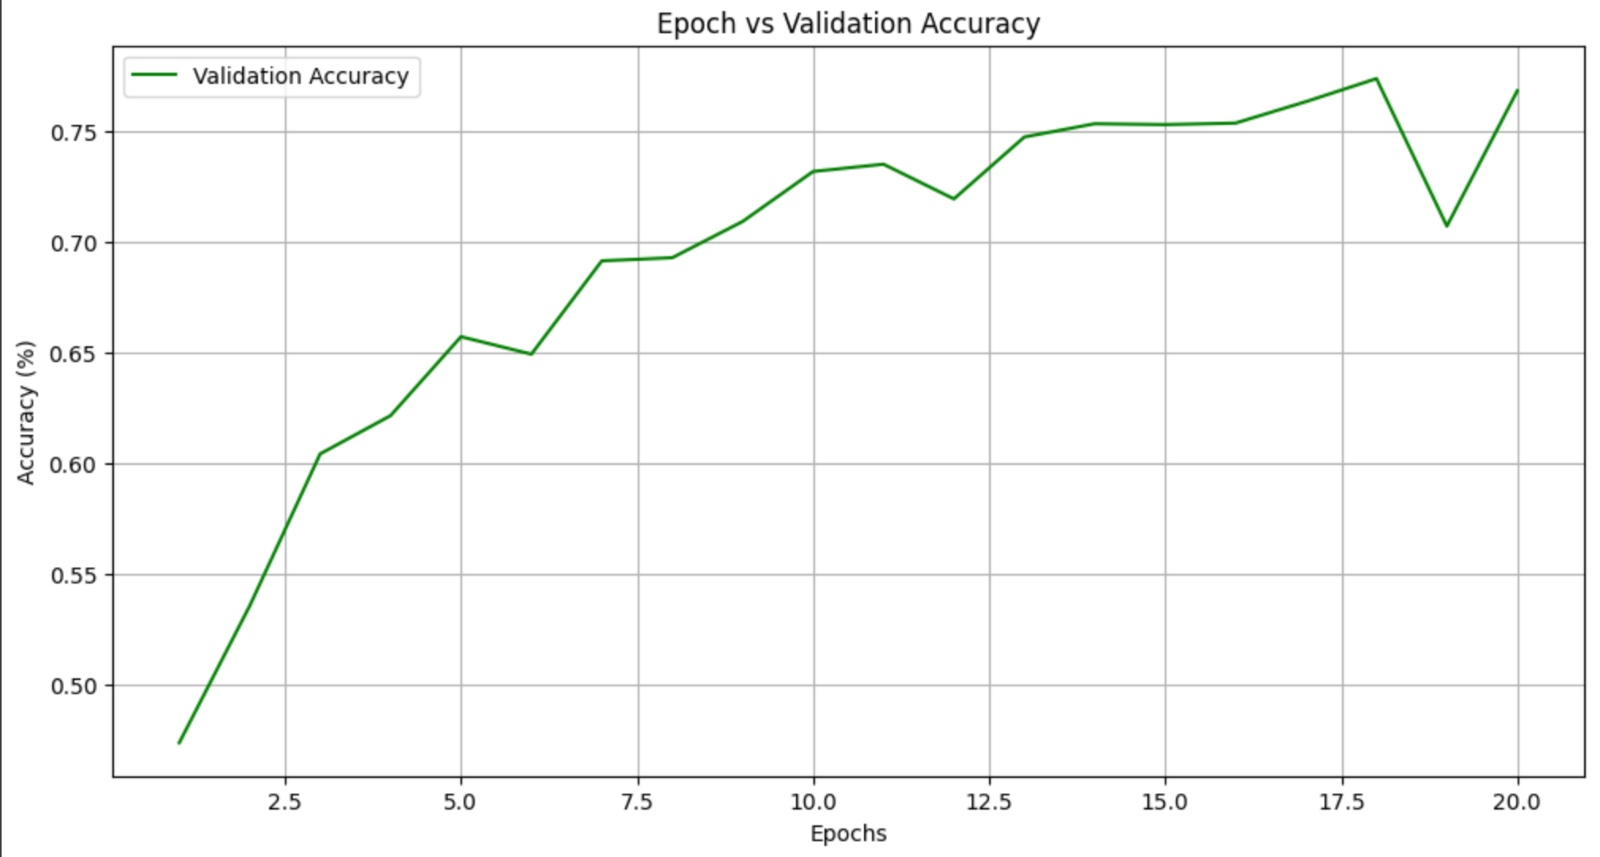 Epoch vs Validation Accuracy
Validation Accuracy
0.75
0.70
0.65
0.60
0.55
0.50
Accuracy (%)
2.5 5.0 7.5 10.0 12.5 15.0 17.5 20.0
Epochs